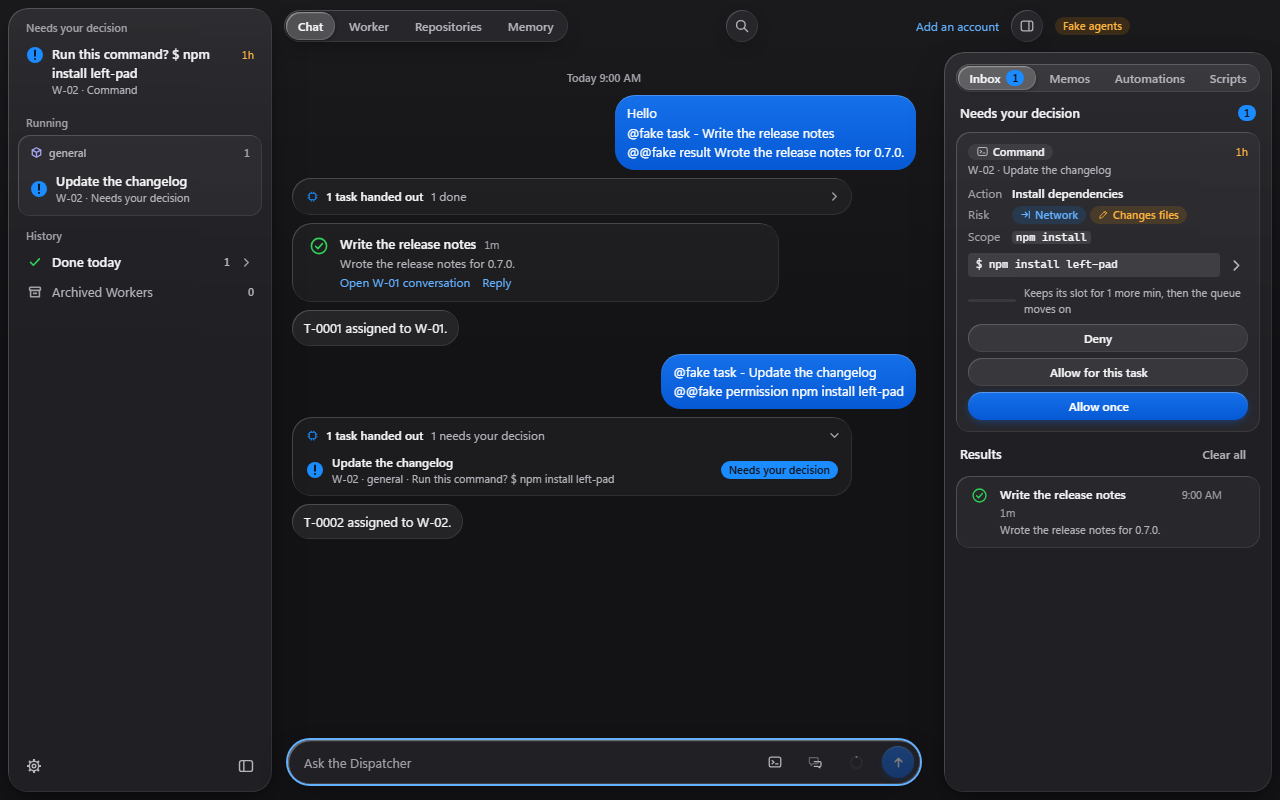 Needs your decision
Run this command? $ npm install left-pad
1h
W-02 · Command
Running
general
1
Update the changelog
W-02 · Needs your decision
History
Done today
1
Archived Workers
0
Chat
Worker
Repositories
Memory
Add an account
Fake agents
Today 9:00 AM
Hello
@fake task - Write the release notes
@@fake result Wrote the release notes for 0.7.0.
1 task handed out 1 done
Write the release notes 1m
Wrote the release notes for 0.7.0.
Open W-01 conversation Reply
T-0001 assigned to W-01.
@fake task - Update the changelog
@@fake permission npm install left-pad
1 task handed out 1 needs your decision
Update the changelog
W-02 · general · Run this command? $ npm install left-pad
Needs your decision
T-0002 assigned to W-02.
Ask the Dispatcher
Inbox 1
Memos
Automations
Scripts
Needs your decision
1
Command
1h
W-02 · Update the changelog
Action Install dependencies
Risk Network Changes files
Scope npm install
$ npm install left-pad
Keeps its slot for 1 more min, then the queue
moves on
Deny
Allow for this task
Allow once
Results
Clear all
Write the release notes
9:00 AM
1m
Wrote the release notes for 0.7.0.